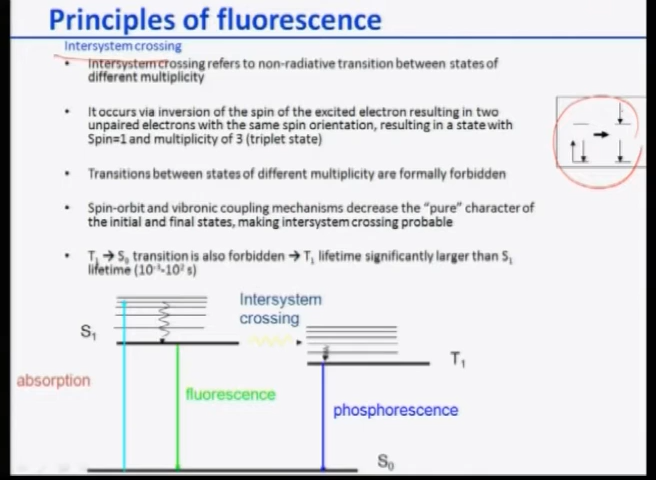 Principles of fluorescence
Intersystem crossing
• Intersystem crossing refers to non-radiative transition between states of
different multiplicity
• It occurs via inversion of the spin of the excited electron resulting in two
unpaired electrons with the same spin orientation, resulting in a state with
Spin=1 and multiplicity of 3 (triplet state)
• Transitions between states of different multiplicity are formally forbidden
• Spin-orbit and vibronic coupling mechanisms decrease the “pure” character of
the initial and final states, making intersystem crossing probable
• T₁ → S₀ transition is also forbidden → T₁ lifetime significantly larger than S₁
lifetime (10⁻³-10² s)
Intersystem
crossing
S₁
T₁
absorption
fluorescence
phosphorescence
S₀